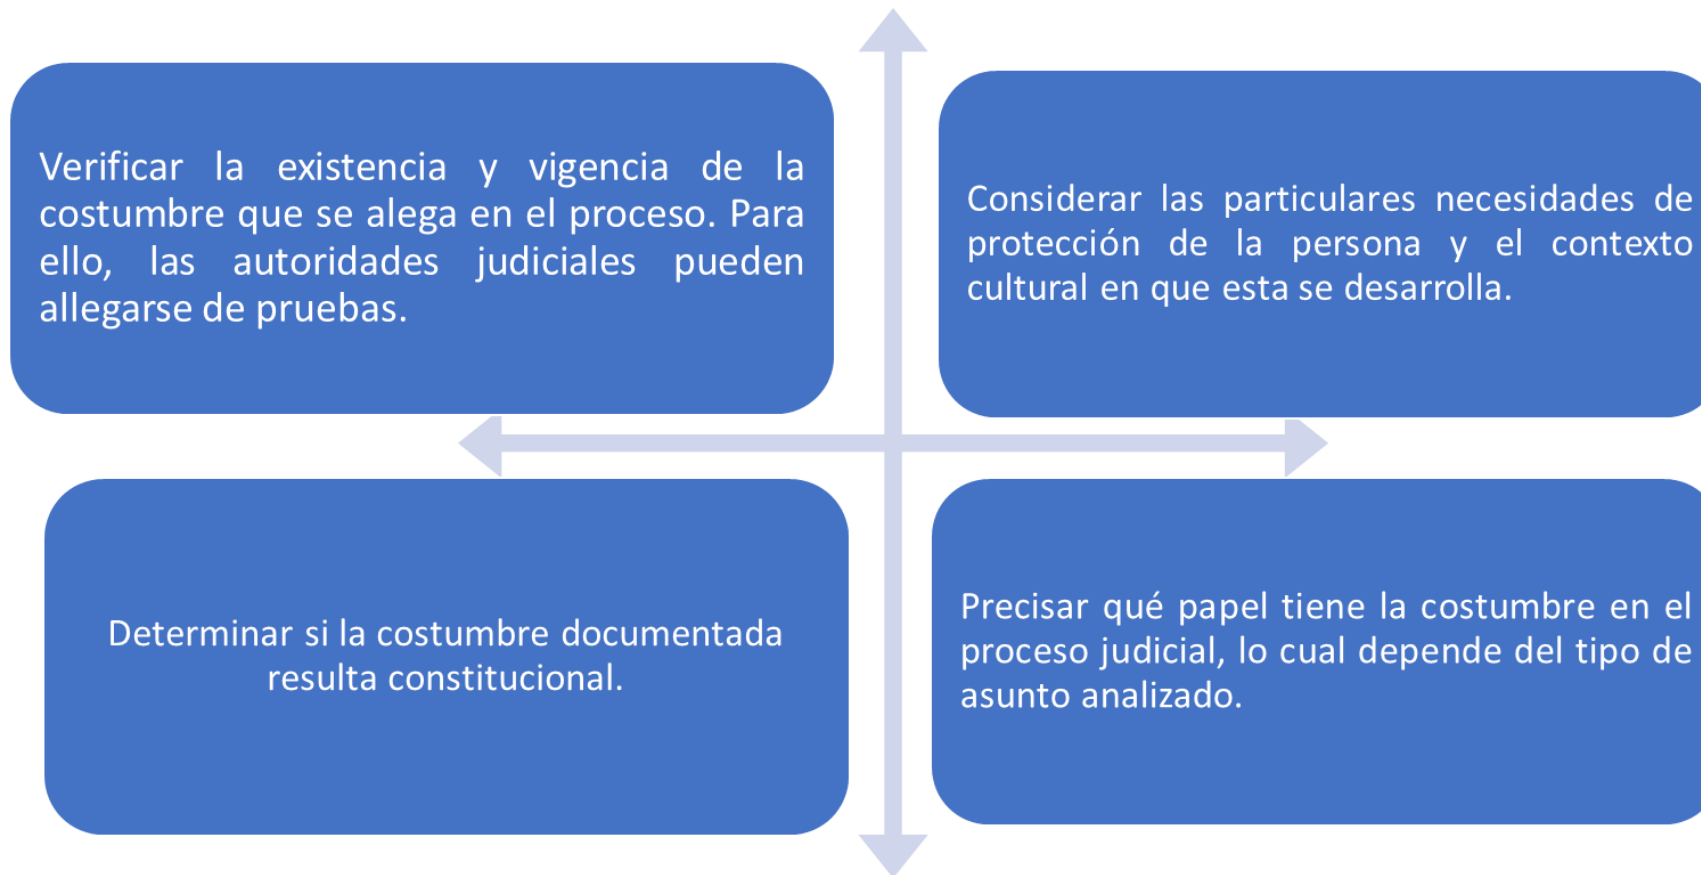 Verificar la existencia y vigencia de la
costumbre que se alega en el proceso. Para
ello, las autoridades judiciales pueden
allegarse de pruebas.
Considerar las particulares necesidades de
protección de la persona y el contexto
cultural en que esta se desarrolla.
Determinar si la costumbre documentada
resulta constitucional.
Precisar qué papel tiene la costumbre en el
proceso judicial, lo cual depende del tipo de
asunto analizado.